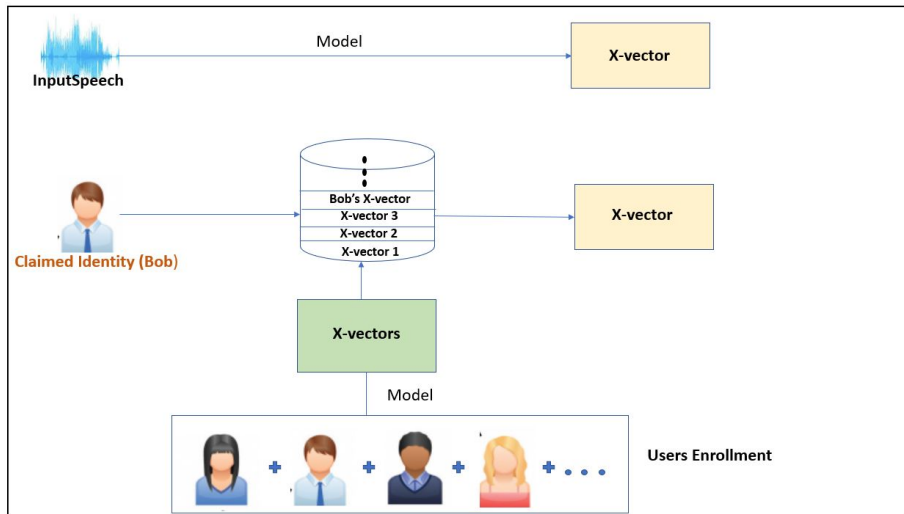 Model
X-vector
InputSpeech
Bob's X-vector
X-vector 3
X-vector 2
X-vector 1
X-vector
Claimed Identity (Bob)
X-vectors
Model
Users Enrollment